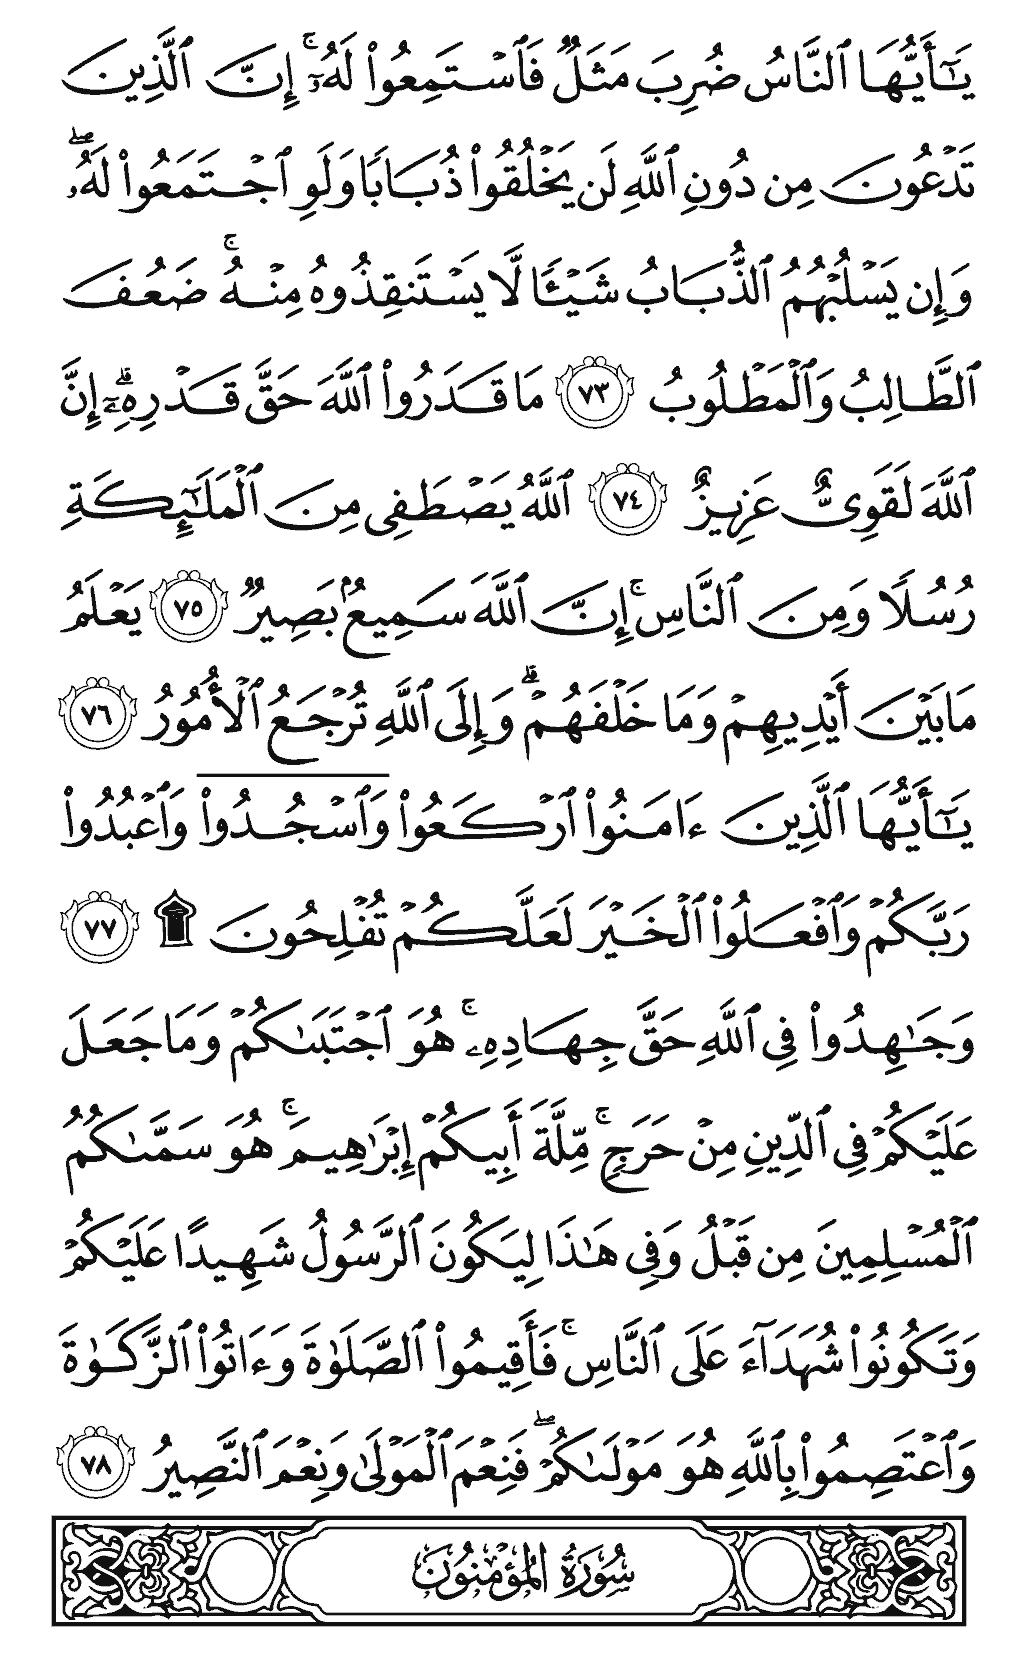 يَٰٓأَيُّهَا ٱلنَّاسُ ضُرِبَ مَثَلٌ فَٱسْتَمِعُوا۟ لَهُۥٓ ۚ إِنَّ ٱلَّذِينَ
تَدْعُونَ مِن دُونِ ٱللَّهِ لَن يَخْلُقُوا۟ ذُبَابًا وَلَوِ ٱجْتَمَعُوا۟ لَهُۥ ۖ
وَإِن يَسْلُبْهُمُ ٱلذُّبَابُ شَيْـًٔا لَّا يَسْتَنقِذُوهُ مِنْهُ ۚ ضَعُفَ
ٱلطَّالِبُ وَٱلْمَطْلُوبُ ٧٣ مَا قَدَرُوا۟ ٱللَّهَ حَقَّ قَدْرِهِۦٓ ۗ إِنَّ
ٱللَّهَ لَقَوِىٌّ عَزِيزٌ ٧٤ ٱللَّهُ يَصْطَفِى مِنَ ٱلْمَلَٰٓئِكَةِ
رُسُلًا وَمِنَ ٱلنَّاسِ ۚ إِنَّ ٱللَّهَ سَمِيعٌۢ بَصِيرٌ ٧٥ يَعْلَمُ
مَا بَيْنَ أَيْدِيهِمْ وَمَا خَلْفَهُمْ ۗ وَإِلَى ٱللَّهِ تُرْجَعُ ٱلْأُمُورُ ٧٦
يَٰٓأَيُّهَا ٱلَّذِينَ ءَامَنُوا۟ ٱرْكَعُوا۟ وَٱسْجُدُوا۟ وَٱعْبُدُوا۟
رَبَّكُمْ وَٱفْعَلُوا۟ ٱلْخَيْرَ لَعَلَّكُمْ تُفْلِحُونَ ۩ ٧٧
وَجَٰهِدُوا۟ فِى ٱللَّهِ حَقَّ جِهَادِهِۦ ۚ هُوَ ٱجْتَبَىٰكُمْ وَمَا جَعَلَ
عَلَيْكُمْ فِى ٱلدِّينِ مِنْ حَرَجٍ ۚ مِّلَّةَ أَبِيكُمْ إِبْرَٰهِيمَ ۚ هُوَ سَمَّىٰكُمُ
ٱلْمُسْلِمِينَ مِن قَبْلُ وَفِى هَٰذَا لِيَكُونَ ٱلرَّسُولُ شَهِيدًا عَلَيْكُمْ
وَتَكُونُوا۟ شُهَدَآءَ عَلَى ٱلنَّاسِ ۚ فَأَقِيمُوا۟ ٱلصَّلَوٰةَ وَءَاتُوا۟ ٱلزَّكَوٰةَ
وَٱعْتَصِمُوا۟ بِٱللَّهِ هُوَ مَوْلَىٰكُمْ ۖ فَنِعْمَ ٱلْمَوْلَىٰ وَنِعْمَ ٱلنَّصِيرُ ٧٨
سُورَةُ المُؤْمِنُونَ